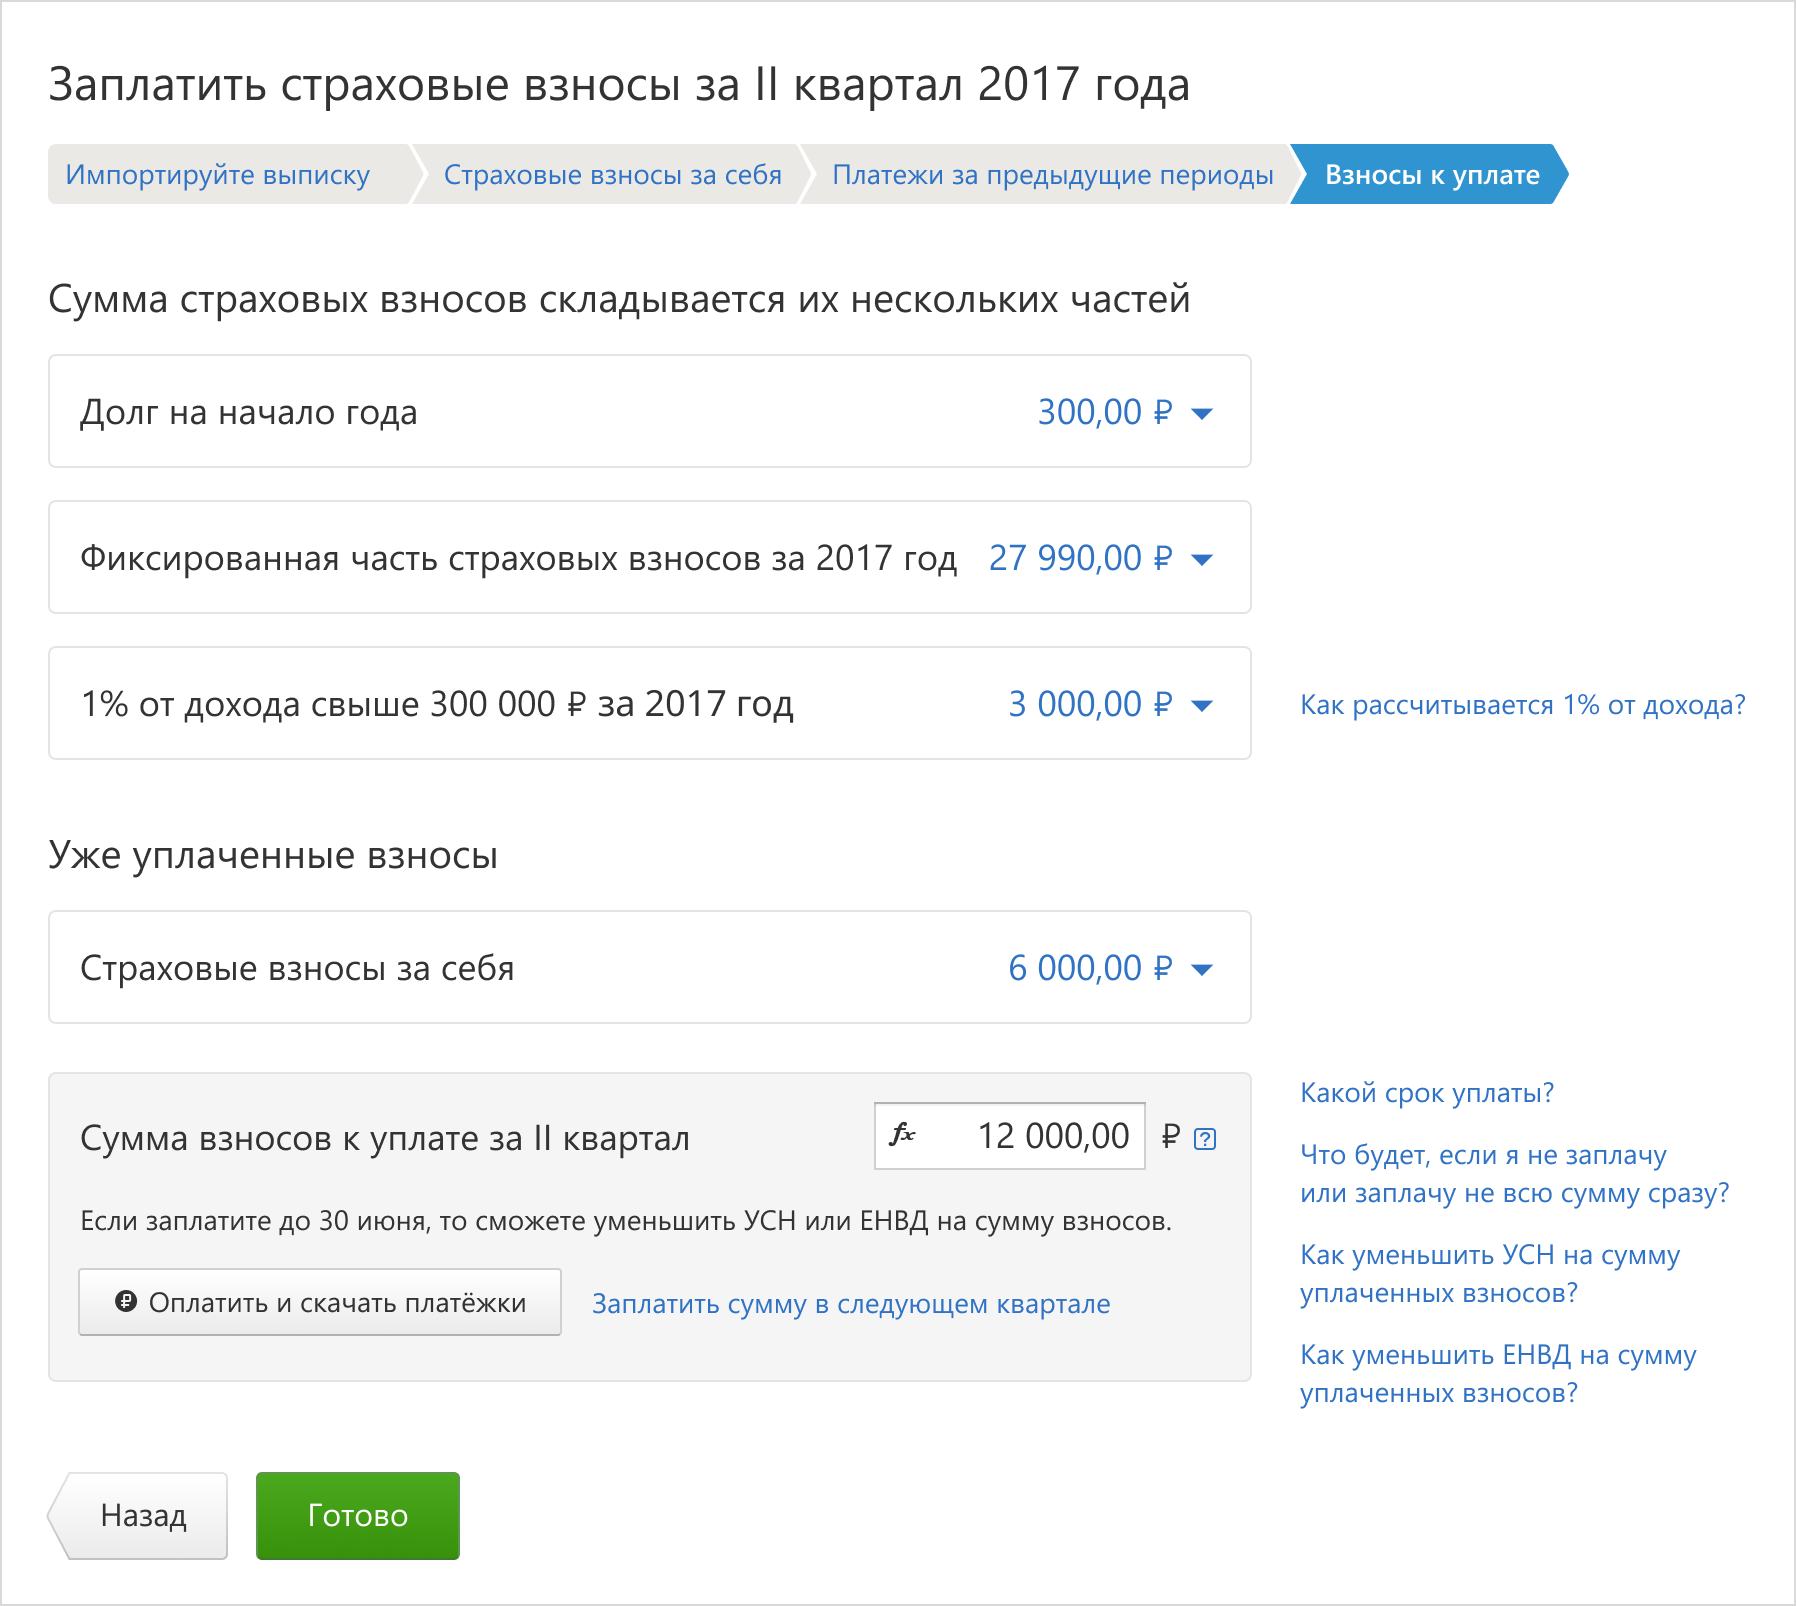 Заплатить страховые взносы за II квартал 2017 года
Импортируйте выписку
Страховые взносы за себя
Платежи за предыдущие периоды
Взносы к уплате
Сумма страховых взносов складывается их нескольких частей
Долг на начало года 300,00 ₽
Фиксированная часть страховых взносов за 2017 год 27 990,00 ₽
1% от дохода свыше 300 000 ₽ за 2017 год 3 000,00 ₽
Как рассчитывается 1% от дохода?
Уже уплаченные взносы
Страховые взносы за себя 6 000,00 ₽
Сумма взносов к уплате за II квартал fx 12 000,00 ₽ ?
Если заплатите до 30 июня, то сможете уменьшить УСН или ЕНВД на сумму взносов.
₽ Оплатить и скачать платёжки
Заплатить сумму в следующем квартале
Какой срок уплаты?
Что будет, если я не заплачу
или заплачу не всю сумму сразу?
Как уменьшить УСН на сумму
уплаченных взносов?
Как уменьшить ЕНВД на сумму
уплаченных взносов?
Назад
Готово